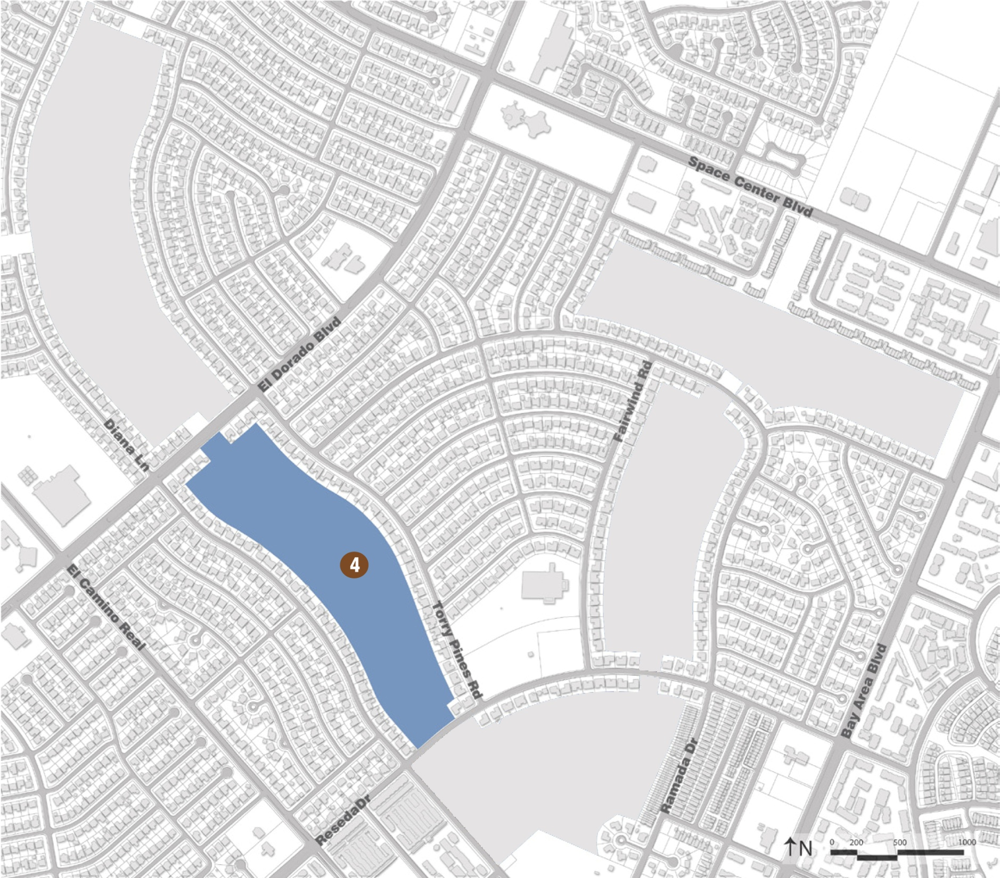 Space Center Blvd
El Dorado Blvd
Fairwind Rd
Diana Ln
4
El Camino Real
Torry Pines Rd
Bay Area Blvd
Ramada Dr
ResedaDr
N
0 200 500 1000